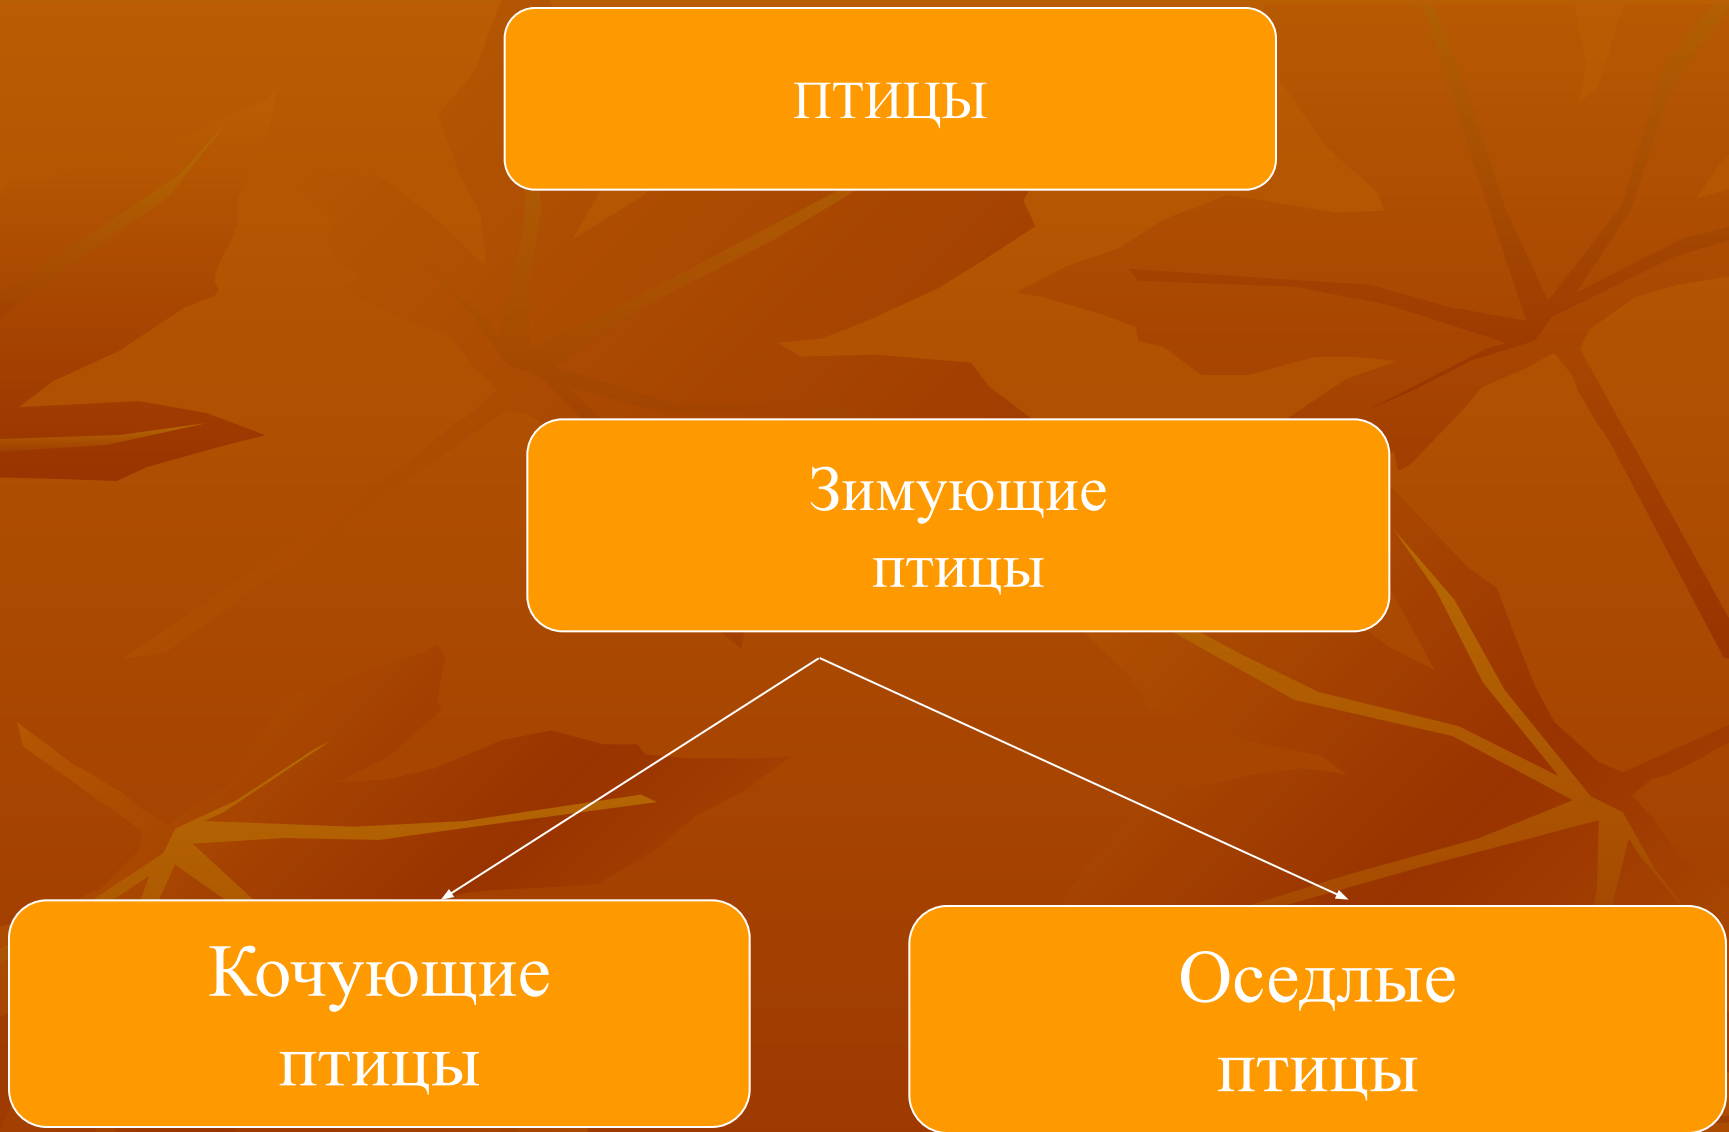 птицы
Зимующие
птицы
Кочующие
птицы
Оседлые
птицы